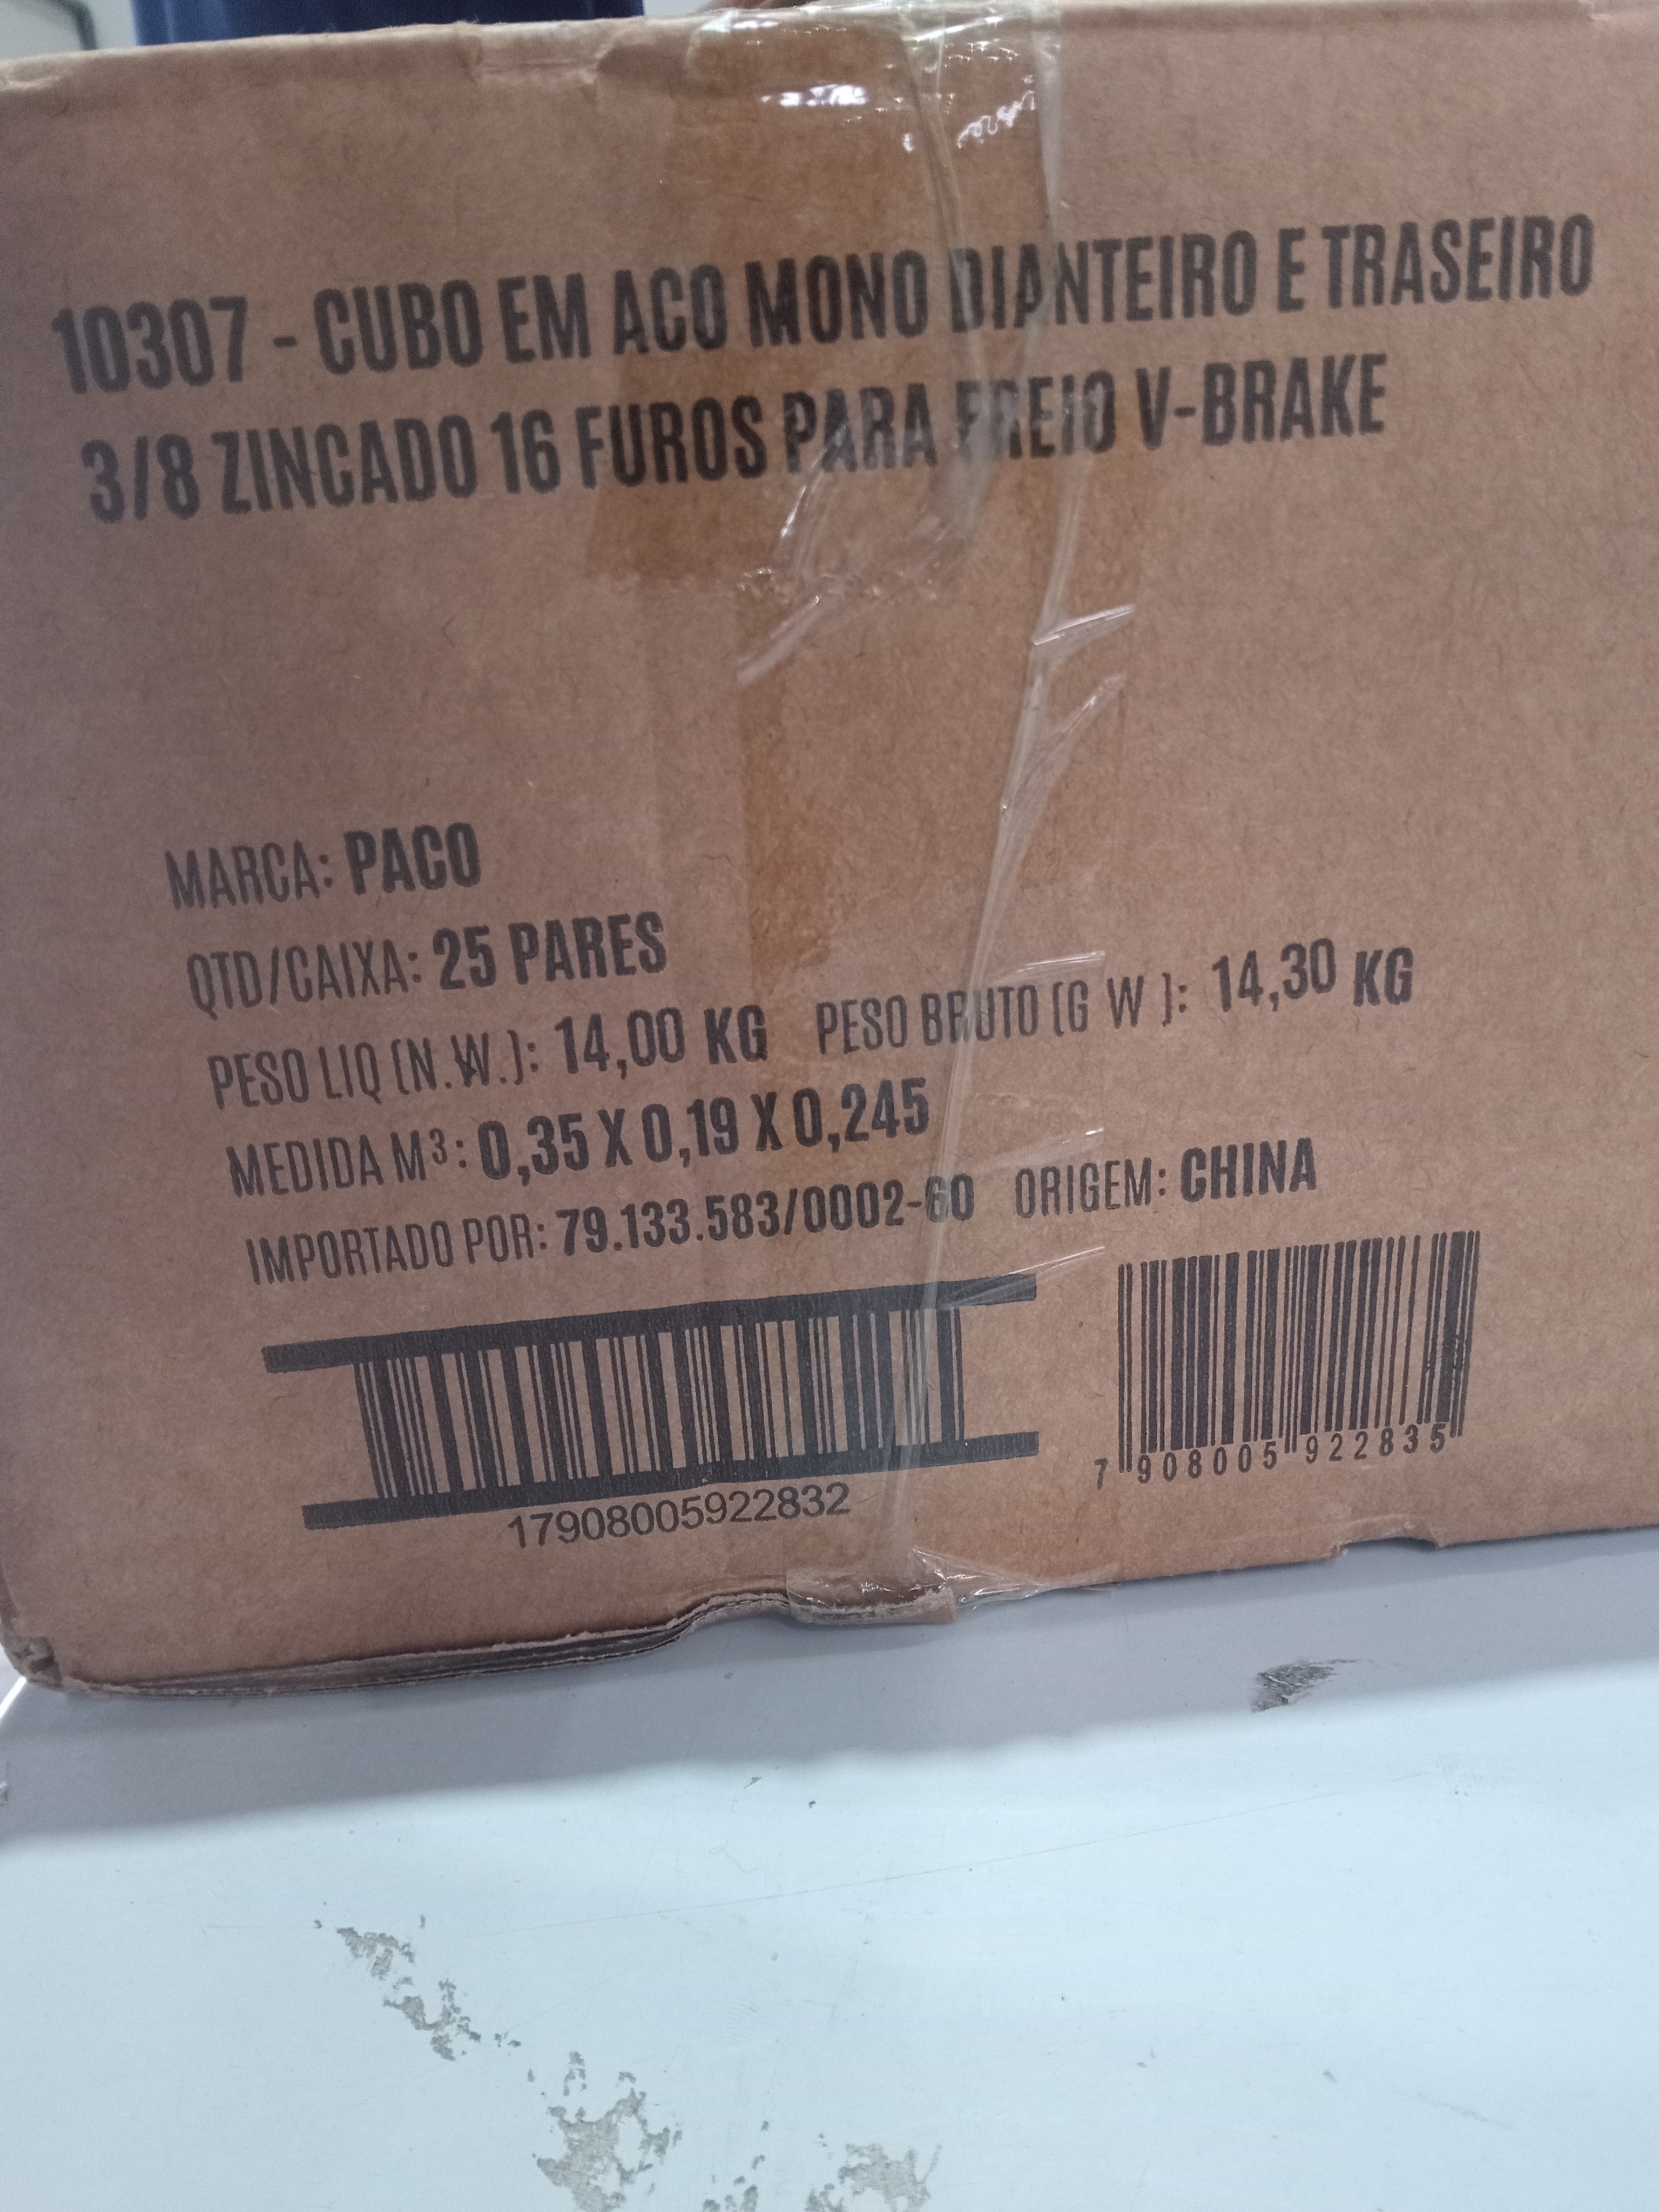 10307 - CUBO EM ACO MONO DIANTEIRO E TRASEIRO
3/8 ZINCADO 16 FUROS PARA FREIO V-BRAKE
MARCA: PACO
QTD/CAIXA: 25 PARES
PESO LIQ (N.W.): 14,00 KG PESO BRUTO (G W ): 14,30 KG
MEDIDA M³: 0,35 X 0,19 X 0,245
IMPORTADO POR: 79.133.583/0002-60 ORIGEM: CHINA
17908005922832
7 908005 922835